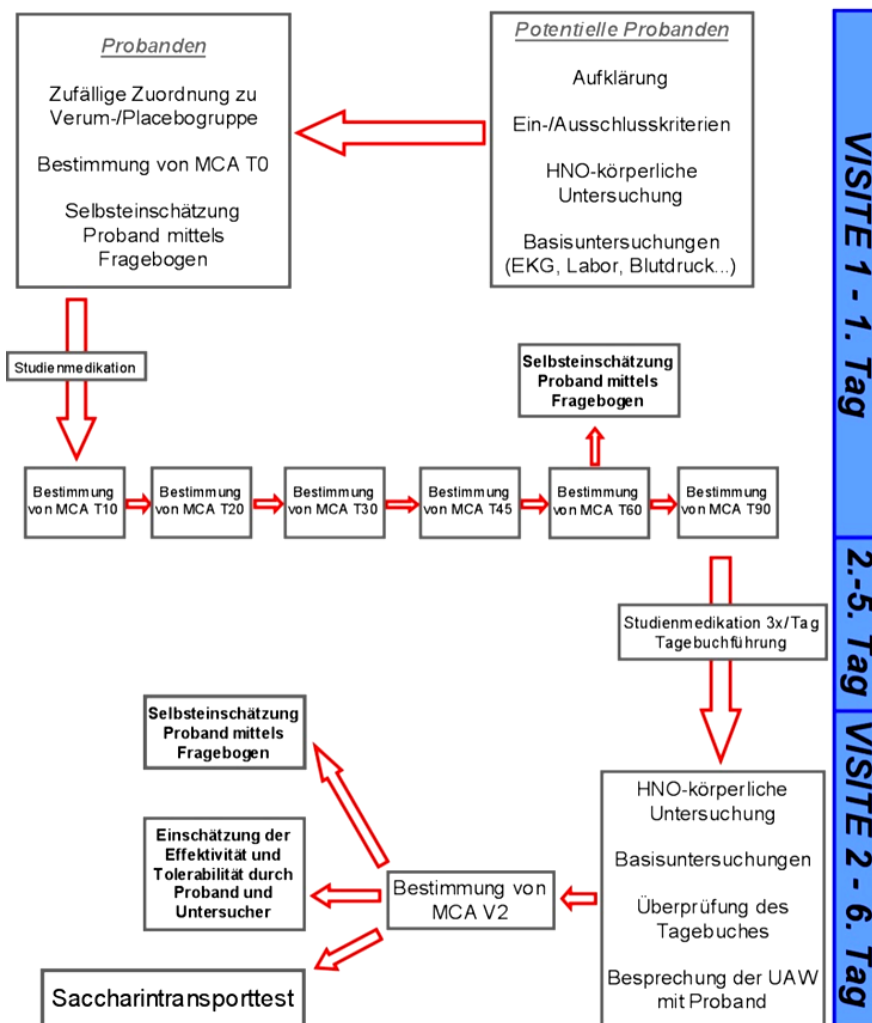 Potentielle Probanden
Aufklärung
Ein-/Ausschlusskriterien
HNO-körperliche
Untersuchung
Basisuntersuchungen
(EKG, Labor, Blutdruck...)
Probanden
Zufällige Zuordnung zu
Verum-/Placebogruppe
Bestimmung von MCA T0
Selbsteinschätzung
Proband mittels
Fragebogen
Studienmedikation
Bestimmung
von MCA T10
Bestimmung
von MCA T20
Bestimmung
von MCA T30
Bestimmung
von MCA T45
Bestimmung
von MCA T60
Selbsteinschätzung
Proband mittels
Fragebogen
Bestimmung
von MCA T90
Studienmedikation 3x/Tag
Tagebuchführung
HNO-körperliche
Untersuchung
Basisuntersuchungen
Überprüfung des
Tagebuches
Besprechung der UAW
mit Proband
Bestimmung von
MCA V2
Selbsteinschätzung
Proband mittels
Fragebogen
Einschätzung der
Effektivität und
Tolerabilität durch
Proband und
Untersucher
Saccharintransporttest
VISITE 1 - 1. Tag
2.-5. Tag
VISITE 2 - 6. Tag